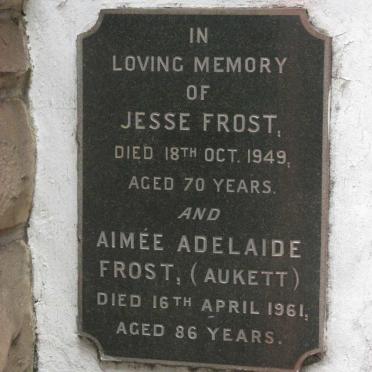 IN
LOVING MEMORY
OF
JESSE FROST,
DIED 18TH OCT. 1949,
AGED 70 YEARS.
AND
AIMÉE ADELAIDE
FROST, (AUKETT)
DIED 16TH APRIL 1961,
AGED 86 YEARS.